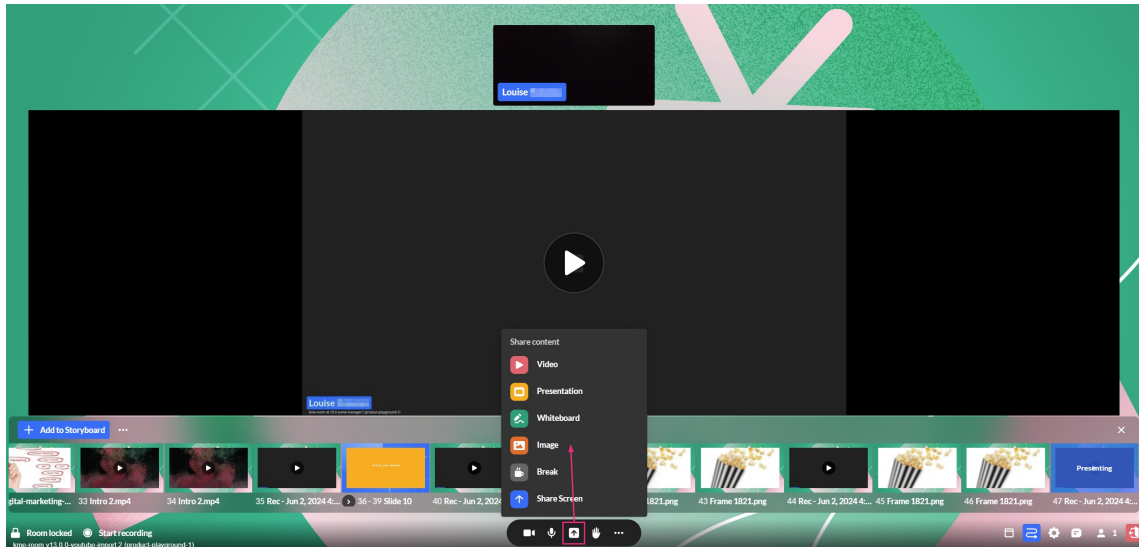 Louise
Share content
Video
Presentation
Whiteboard
Image
Break
Share Screen
Louise
+ Add to Storyboard ...
Presenting
gital-marketing-... 33 Intro 2.mp4 34 Intro 2.mp4 35 Rec - Jun 2, 2024 4:... 36 - 39 Slide 10 40 Rec - Jun 2, 2024 1821.png 43 Frame 1821.png 44 Rec - Jun 2, 2024 4:... 45 Frame 1821.png 46 Frame 1821.png 47 Rec - Jun 2, 2024 4:...
Room locked Start recording 1
kme-room v13.0.0-youtube-import.2 (product-playground-1)